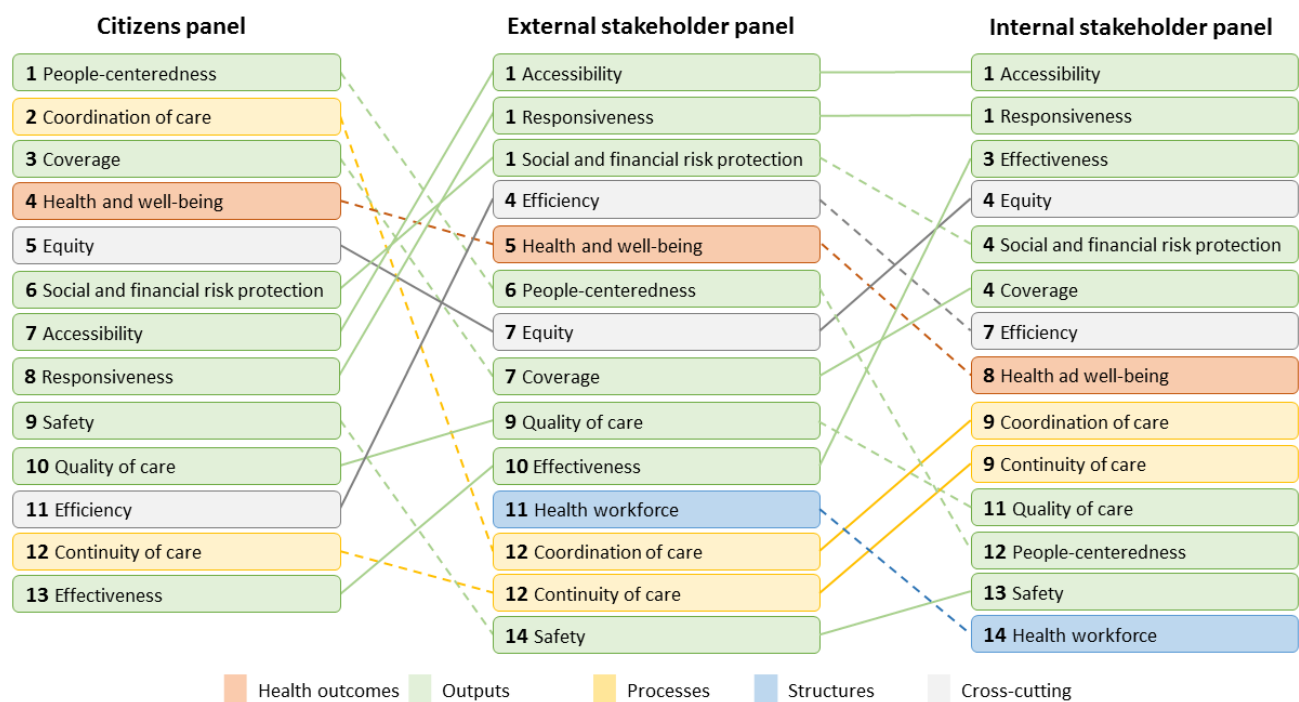 Citizens panel
1 People-centeredness
2 Coordination of care
3 Coverage
4 Health and well-being
5 Equity
6 Social and financial risk protection
7 Accessibility
8 Responsiveness
9 Safety
10 Quality of care
11 Efficiency
12 Continuity of care
13 Effectiveness
External stakeholder panel
1 Accessibility
1 Responsiveness
1 Social and financial risk protection
4 Efficiency
5 Health and well-being
6 People-centeredness
7 Equity
7 Coverage
9 Quality of care
10 Effectiveness
11 Health workforce
12 Coordination of care
12 Continuity of care
14 Safety
Internal stakeholder panel
1 Accessibility
1 Responsiveness
3 Effectiveness
4 Equity
4 Social and financial risk protection
4 Coverage
7 Efficiency
8 Health ad well-being
9 Coordination of care
9 Continuity of care
11 Quality of care
12 People-centeredness
13 Safety
14 Health workforce
Health outcomes
Outputs
Processes
Structures
Cross-cutting